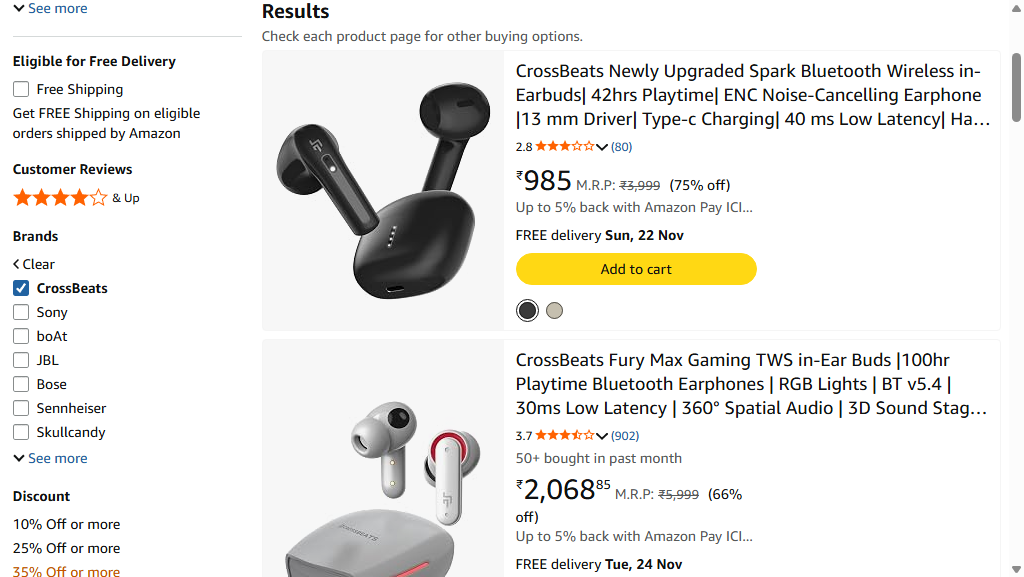 See more
Eligible for Free Delivery
Free Shipping
Get FREE Shipping on eligible
orders shipped by Amazon
Customer Reviews
& Up
Brands
Clear
CrossBeats
Sony
boAt
JBL
Bose
Sennheiser
Skullcandy
See more
Discount
10% Off or more
25% Off or more
35% Off or more
Results
Check each product page for other buying options.
CrossBeats Newly Upgraded Spark Bluetooth Wireless in-
Earbuds| 42hrs Playtime| ENC Noise-Cancelling Earphone
|13 mm Driver| Type-c Charging| 40 ms Low Latency| Ha...
2.8 (80)
₹985 M.R.P: ₹3,999 (75% off)
Up to 5% back with Amazon Pay ICI...
FREE delivery Sun, 22 Nov
Add to cart
CROSSBEATS
CrossBeats Fury Max Gaming TWS in-Ear Buds |100hr
Playtime Bluetooth Earphones | RGB Lights | BT v5.4 |
30ms Low Latency | 360° Spatial Audio | 3D Sound Stag...
3.7 (902)
50+ bought in past month
₹2,068 85 M.R.P: ₹5,999 (66%
off)
Up to 5% back with Amazon Pay ICI...
FREE delivery Tue, 24 Nov